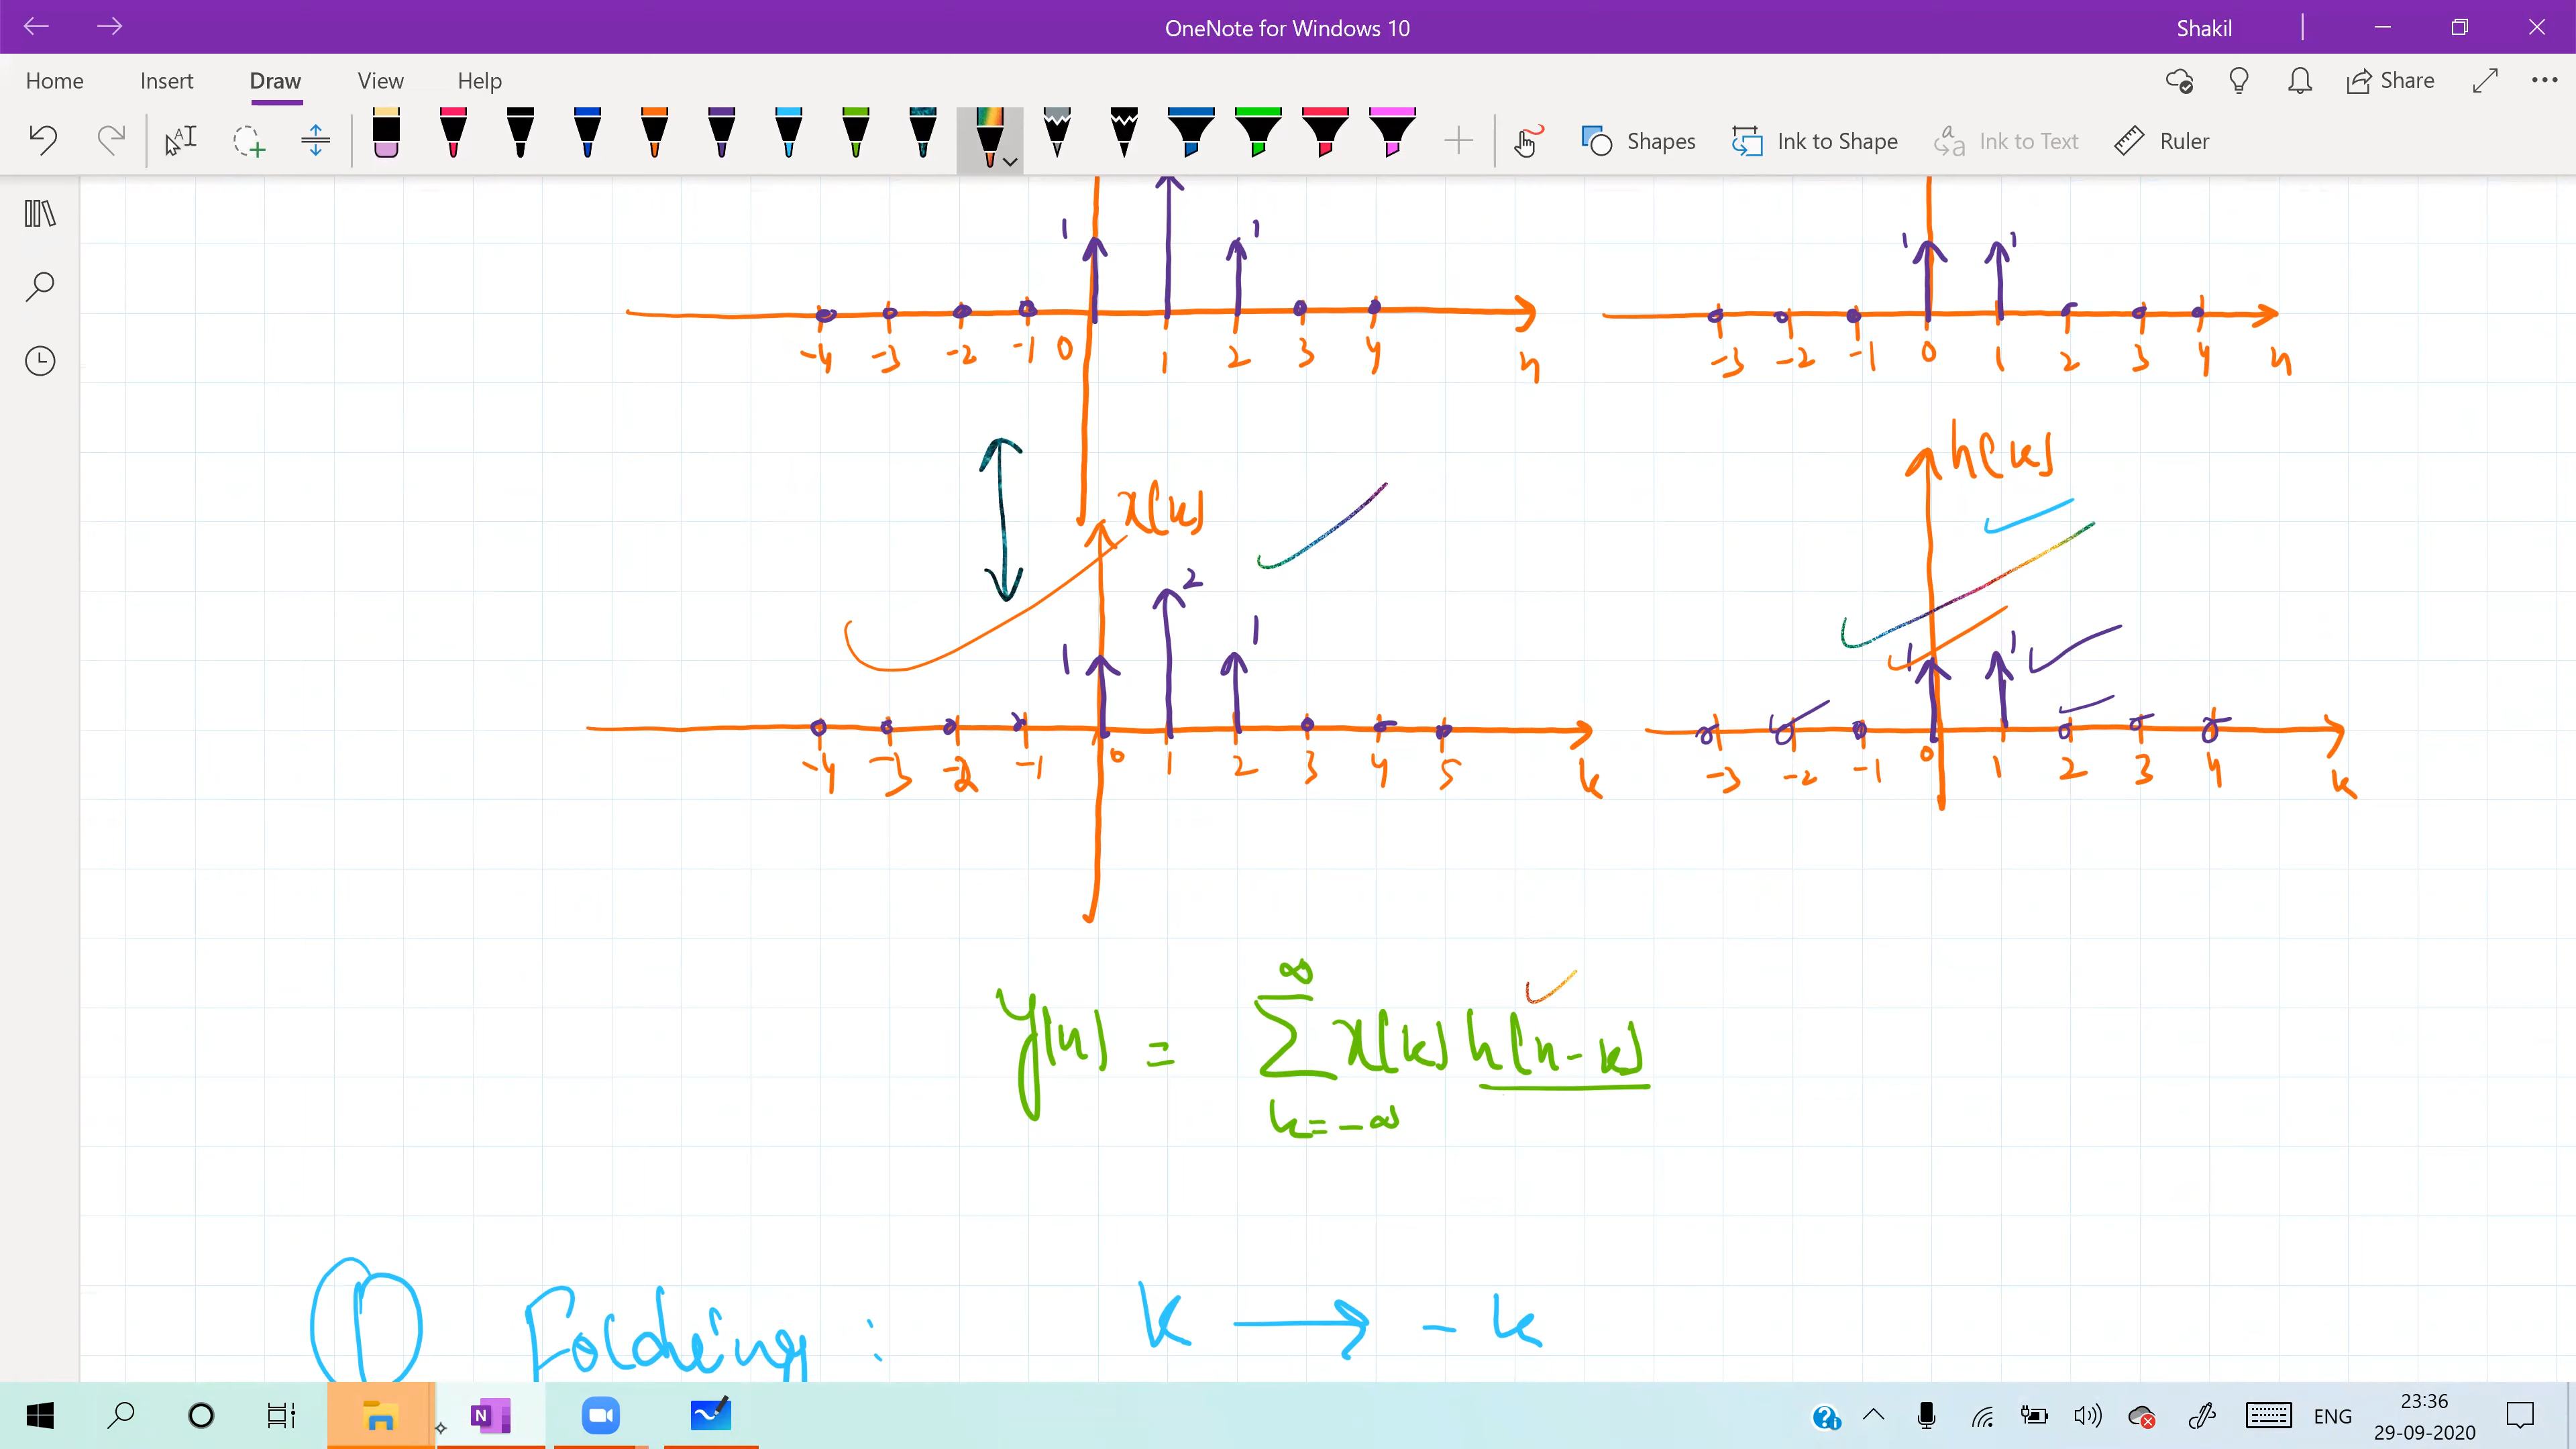 OneNote for Windows 10 Shakil
Home Insert Draw View Help Share
Shapes Ink to Shape Ink to Text Ruler
1 1
-4 -3 -2 -1 0 1 2 3 4 n
1 1
-3 -2 -1 0 1 2 3 4 n
x[k]
2
1 1
-4 -3 -2 -1 0 1 2 3 4 5 k
h[k]
1 1
-3 -2 -1 0 1 2 3 4 k
∞
y[n] = Σ x[k] h[n-k]
k=-∞
1 Folding : k → -k
ENG 23:36
29-09-2020